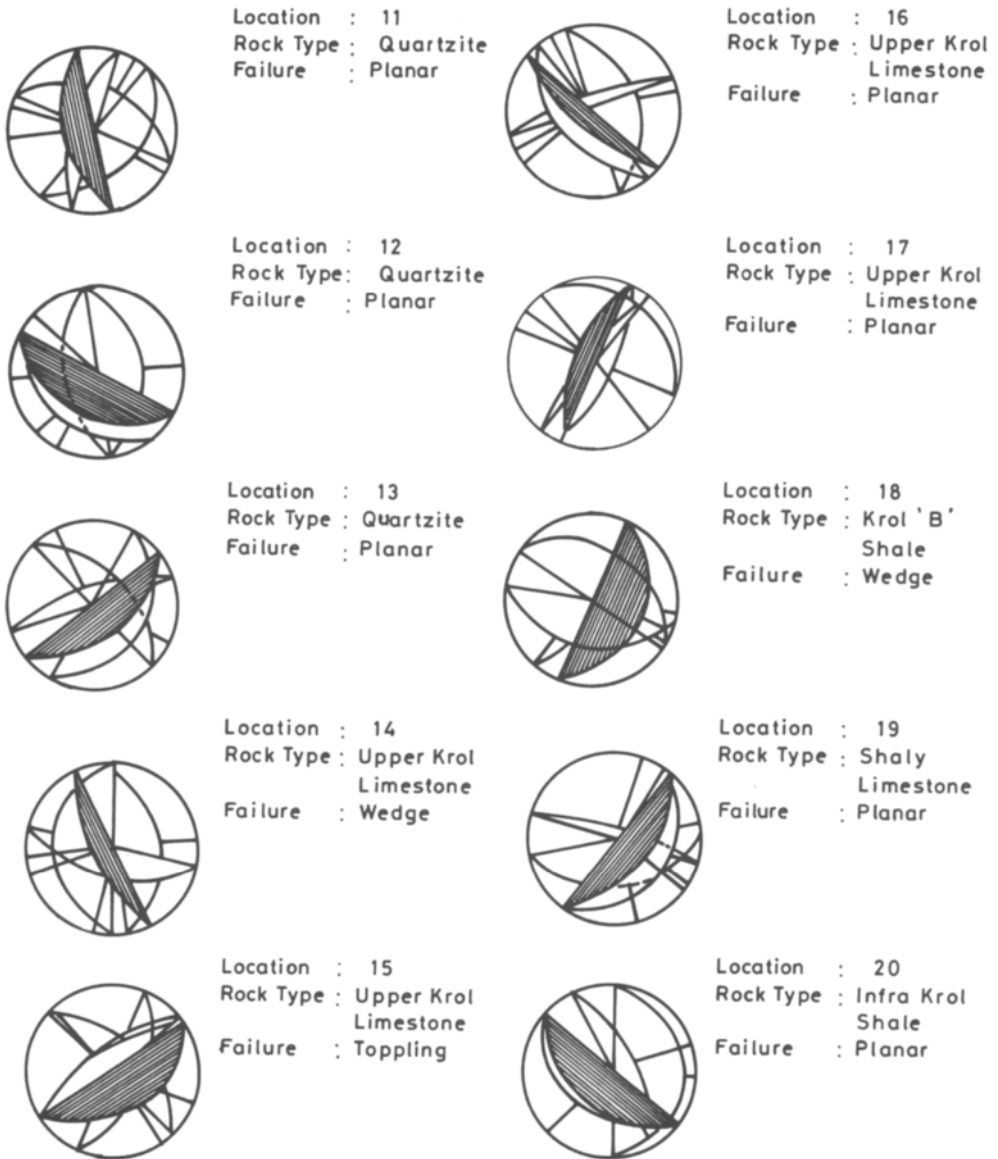 Location : 11
Rock Type : Quartzite
Failure : Planar
Location : 12
Rock Type : Quartzite
Failure : Planar
Location : 13
Rock Type : Quartzite
Failure : Planar
Location : 14
Rock Type : Upper Krol
Limestone
Failure : Wedge
Location : 15
Rock Type : Upper Krol
Limestone
Failure : Toppling
Location : 16
Rock Type : Upper Krol
Limestone
Failure : Planar
Location : 17
Rock Type : Upper Krol
Limestone
Failure : Planar
Location : 18
Rock Type : Krol 'B'
Shale
Failure : Wedge
Location : 19
Rock Type : Shaly
Limestone
Failure : Planar
Location : 20
Rock Type : Infra Krol
Shale
Failure : Planar